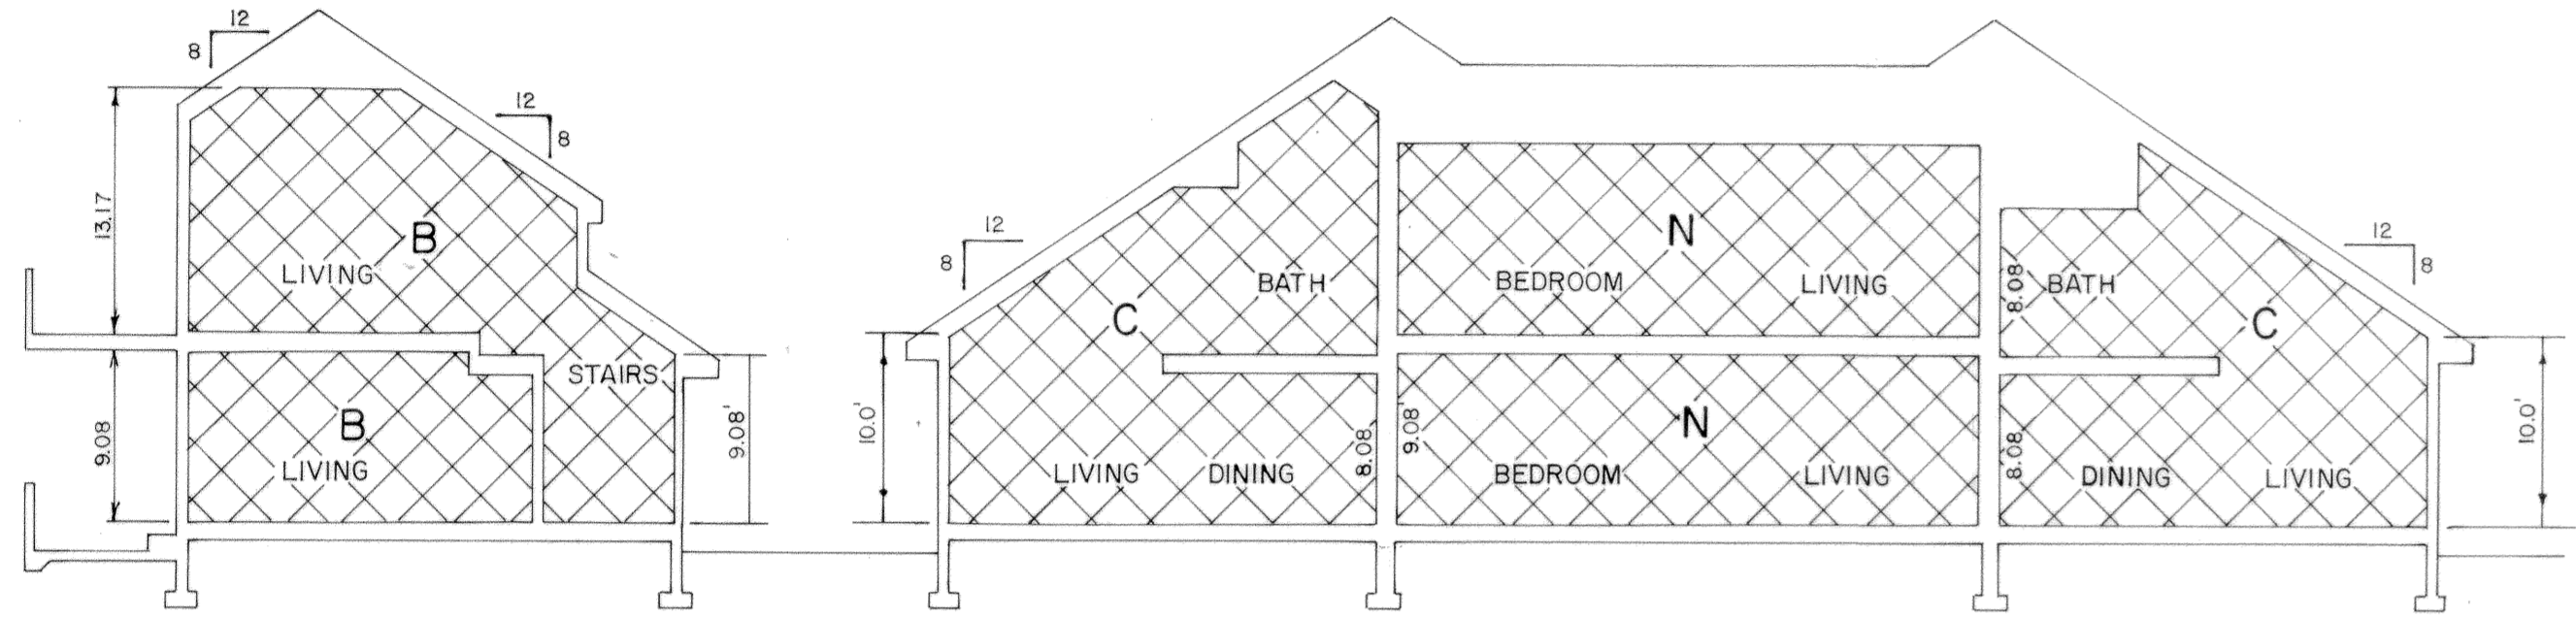 12
8
12
8
13.17
B
LIVING
STAIRS
9.08
B
LIVING
9.08'
12
8
10.0'
C
BATH
LIVING
DINING
8.08
N
BEDROOM
LIVING
9.08'
N
BEDROOM
LIVING
8.08
BATH
C
12
8
8.08
DINING
LIVING
10.0'